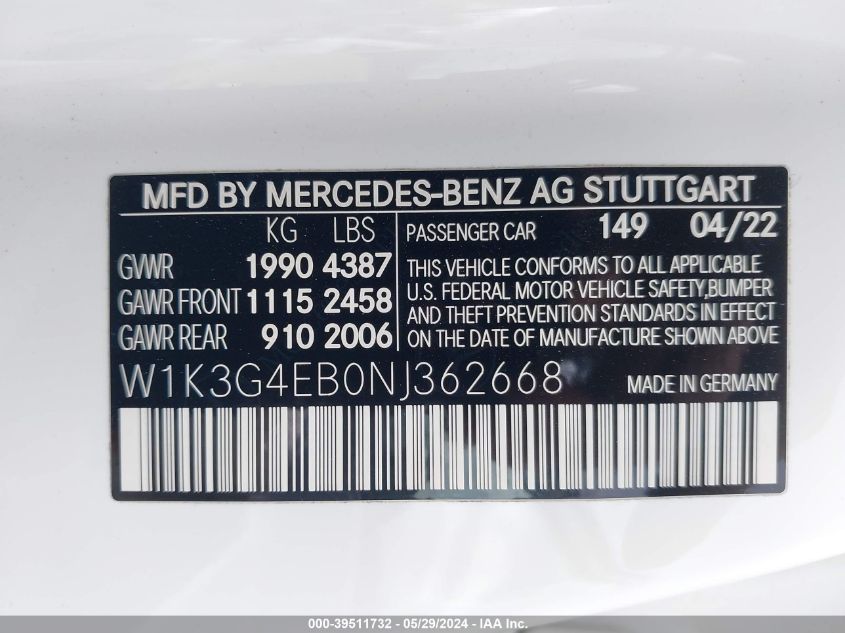 MFD BY MERCEDES-BENZ AG STUTTGART
KG LBS
GVWR 1990 4387
GAWR FRONT 1115 2458
GAWR REAR 910 2006
PASSENGER CAR 149 04/22
THIS VEHICLE CONFORMS TO ALL APPLICABLE
U.S. FEDERAL MOTOR VEHICLE SAFETY,BUMPER
AND THEFT PREVENTION STANDARDS IN EFFECT
ON THE DATE OF MANUFACTURE SHOWN ABOVE
W1K3G4EB0NJ362668 MADE IN GERMANY
000-39511732 - 05/29/2024 - IAA Inc.